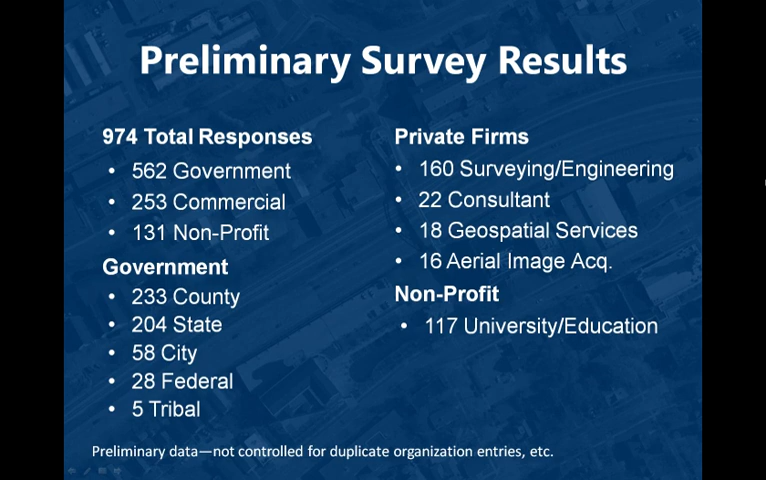 Preliminary Survey Results
974 Total Responses
• 562 Government
• 253 Commercial
• 131 Non-Profit
Government
• 233 County
• 204 State
• 58 City
• 28 Federal
• 5 Tribal
Private Firms
• 160 Surveying/Engineering
• 22 Consultant
• 18 Geospatial Services
• 16 Aerial Image Acq.
Non-Profit
• 117 University/Education
Preliminary data—not controlled for duplicate organization entries, etc.